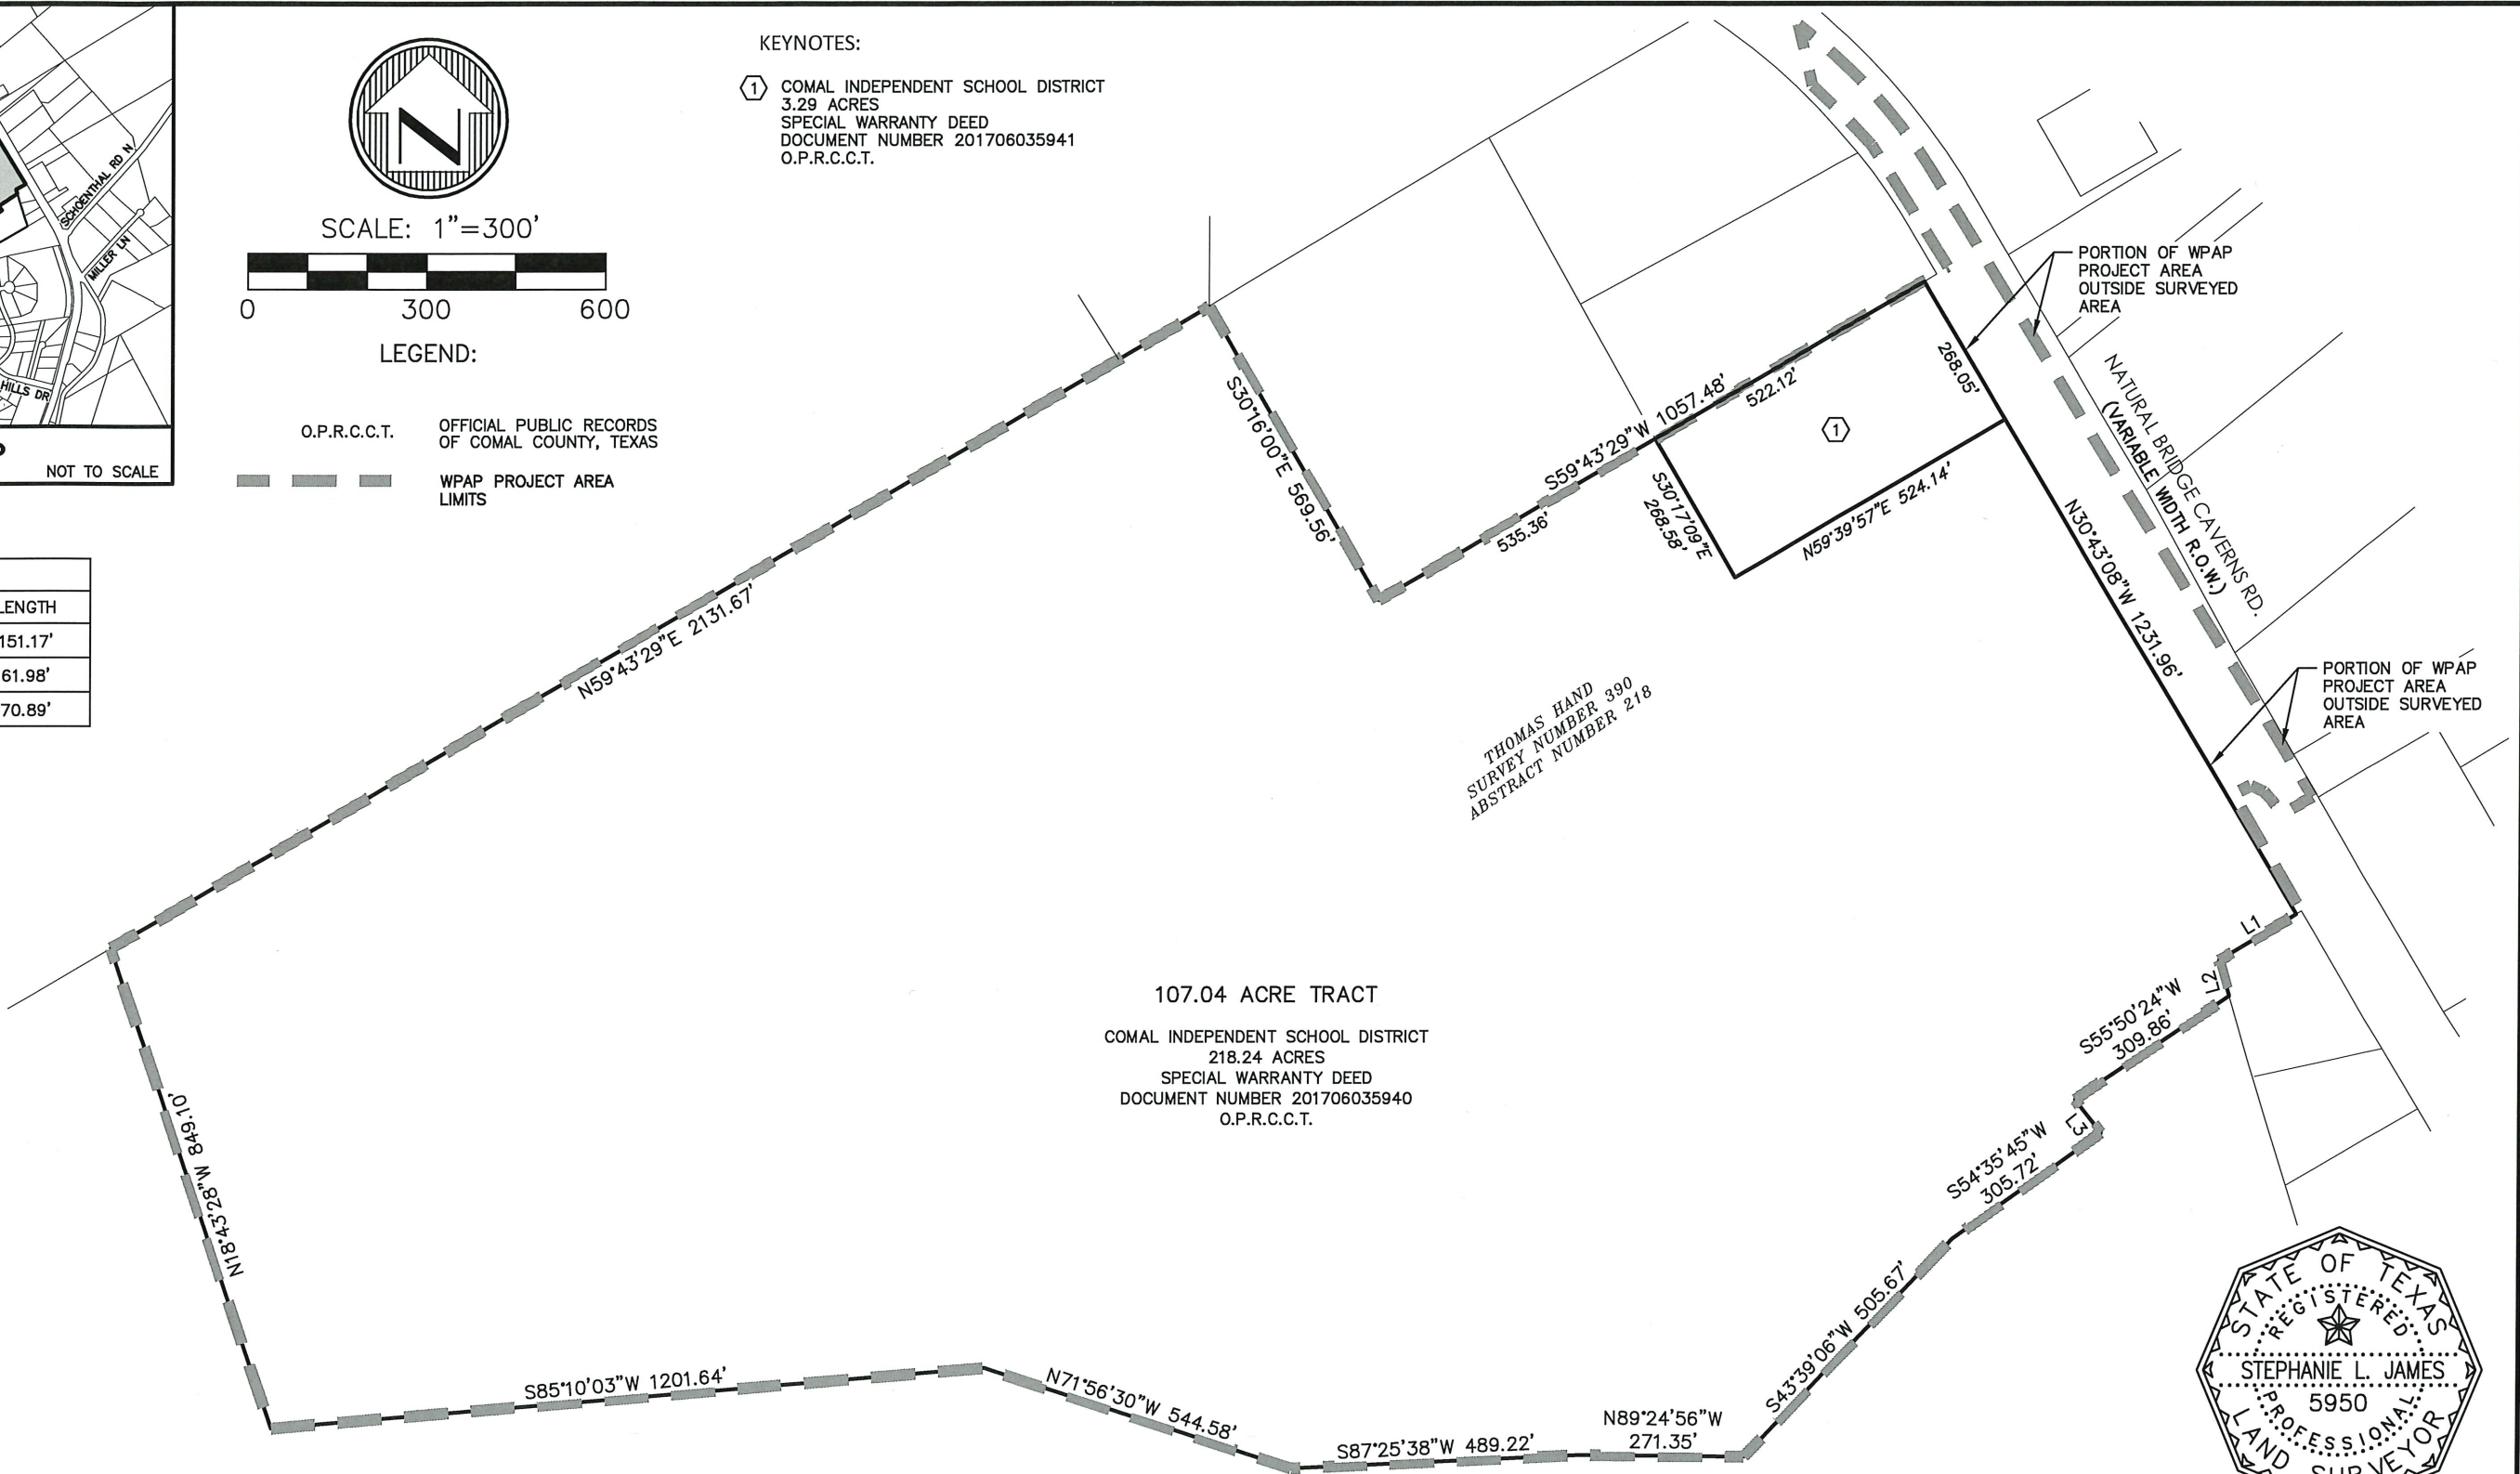 SCHOENTHAL RD N
MILLER LN
HILLS DR
NOT TO SCALE
LENGTH
151.17'
61.98'
70.89'
N
SCALE: 1"=300'
0 300 600
LEGEND:
O.P.R.C.C.T. OFFICIAL PUBLIC RECORDS
OF COMAL COUNTY, TEXAS
WPAP PROJECT AREA
LIMITS
KEYNOTES:
1 COMAL INDEPENDENT SCHOOL DISTRICT
3.29 ACRES
SPECIAL WARRANTY DEED
DOCUMENT NUMBER 201706035941
O.P.R.C.C.T.
PORTION OF WPAP
PROJECT AREA
OUTSIDE SURVEYED
AREA
NATURAL BRIDGE CAVERNS RD.
(VARIABLE WIDTH R.O.W.)
N59°43'29"E 2131.67'
S30°16'00"E 569.56'
S59°43'29"W 1057.48'
522.12'
535.36'
268.05'
1
S30°17'09"E
268.58'
N59°39'57"E 524.14'
N30°43'08"W 1231.96'
PORTION OF WPAP
PROJECT AREA
OUTSIDE SURVEYED
AREA
THOMAS HAND
SURVEY NUMBER 390
ABSTRACT NUMBER 218
L1
L2
S55°50'24"W
309.86'
L3
S54°35'45"W
305.72'
107.04 ACRE TRACT
COMAL INDEPENDENT SCHOOL DISTRICT
218.24 ACRES
SPECIAL WARRANTY DEED
DOCUMENT NUMBER 201706035940
O.P.R.C.C.T.
N18°43'28"W 849.10'
S85°10'03"W 1201.64'
N71°56'30"W 544.58'
S87°25'38"W 489.22'
N89°24'56"W
271.35'
S43°39'06"W 505.67'
STATE OF TEXAS
REGISTERED
STEPHANIE L. JAMES
5950
PROFESSIONAL
LAND SURVEYOR